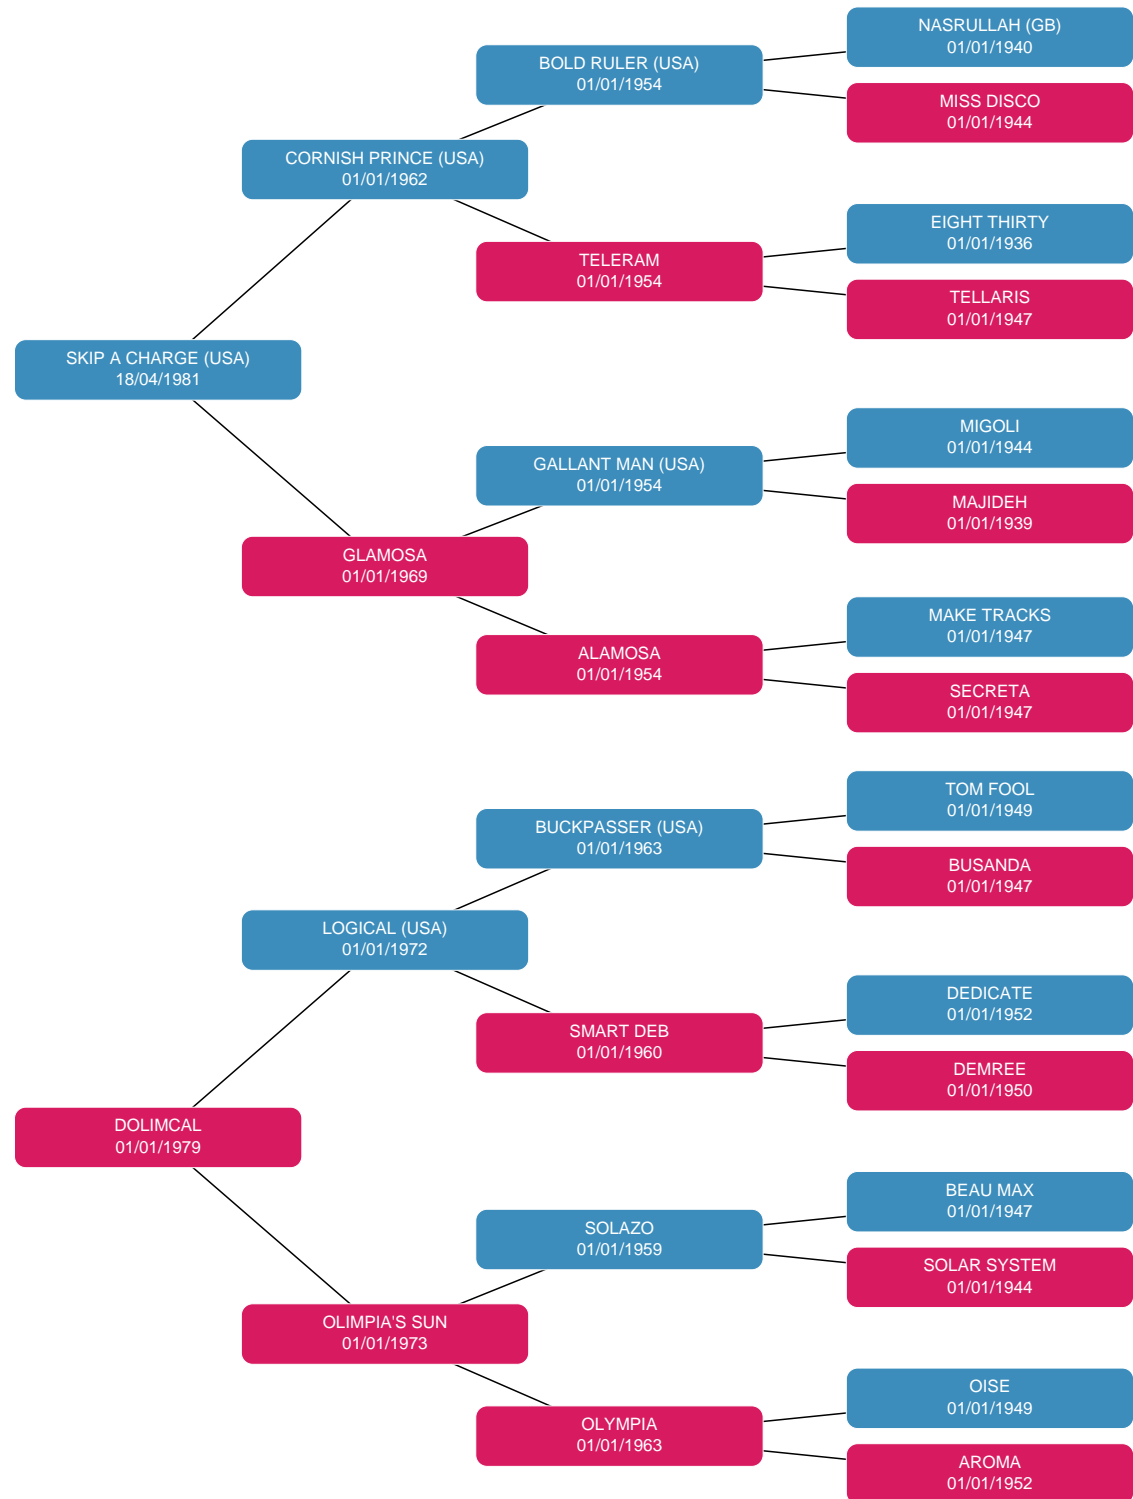 NASRULLAH (GB)
01/01/1940
BOLD RULER (USA)
01/01/1954
MISS DISCO
01/01/1944
CORNISH PRINCE (USA)
01/01/1962
EIGHT THIRTY
01/01/1936
TELERAM
01/01/1954
TELLARIS
01/01/1947
SKIP A CHARGE (USA)
18/04/1981
MIGOLI
01/01/1944
GALLANT MAN (USA)
01/01/1954
MAJIDEH
01/01/1939
GLAMOSA
01/01/1969
MAKE TRACKS
01/01/1947
ALAMOSA
01/01/1954
SECRETA
01/01/1947
TOM FOOL
01/01/1949
BUCKPASSER (USA)
01/01/1963
BUSANDA
01/01/1947
LOGICAL (USA)
01/01/1972
DEDICATE
01/01/1952
SMART DEB
01/01/1960
DEMREE
01/01/1950
DOLIMCAL
01/01/1979
BEAU MAX
01/01/1947
SOLAZO
01/01/1959
SOLAR SYSTEM
01/01/1944
OLIMPIA'S SUN
01/01/1973
OISE
01/01/1949
OLYMPIA
01/01/1963
AROMA
01/01/1952